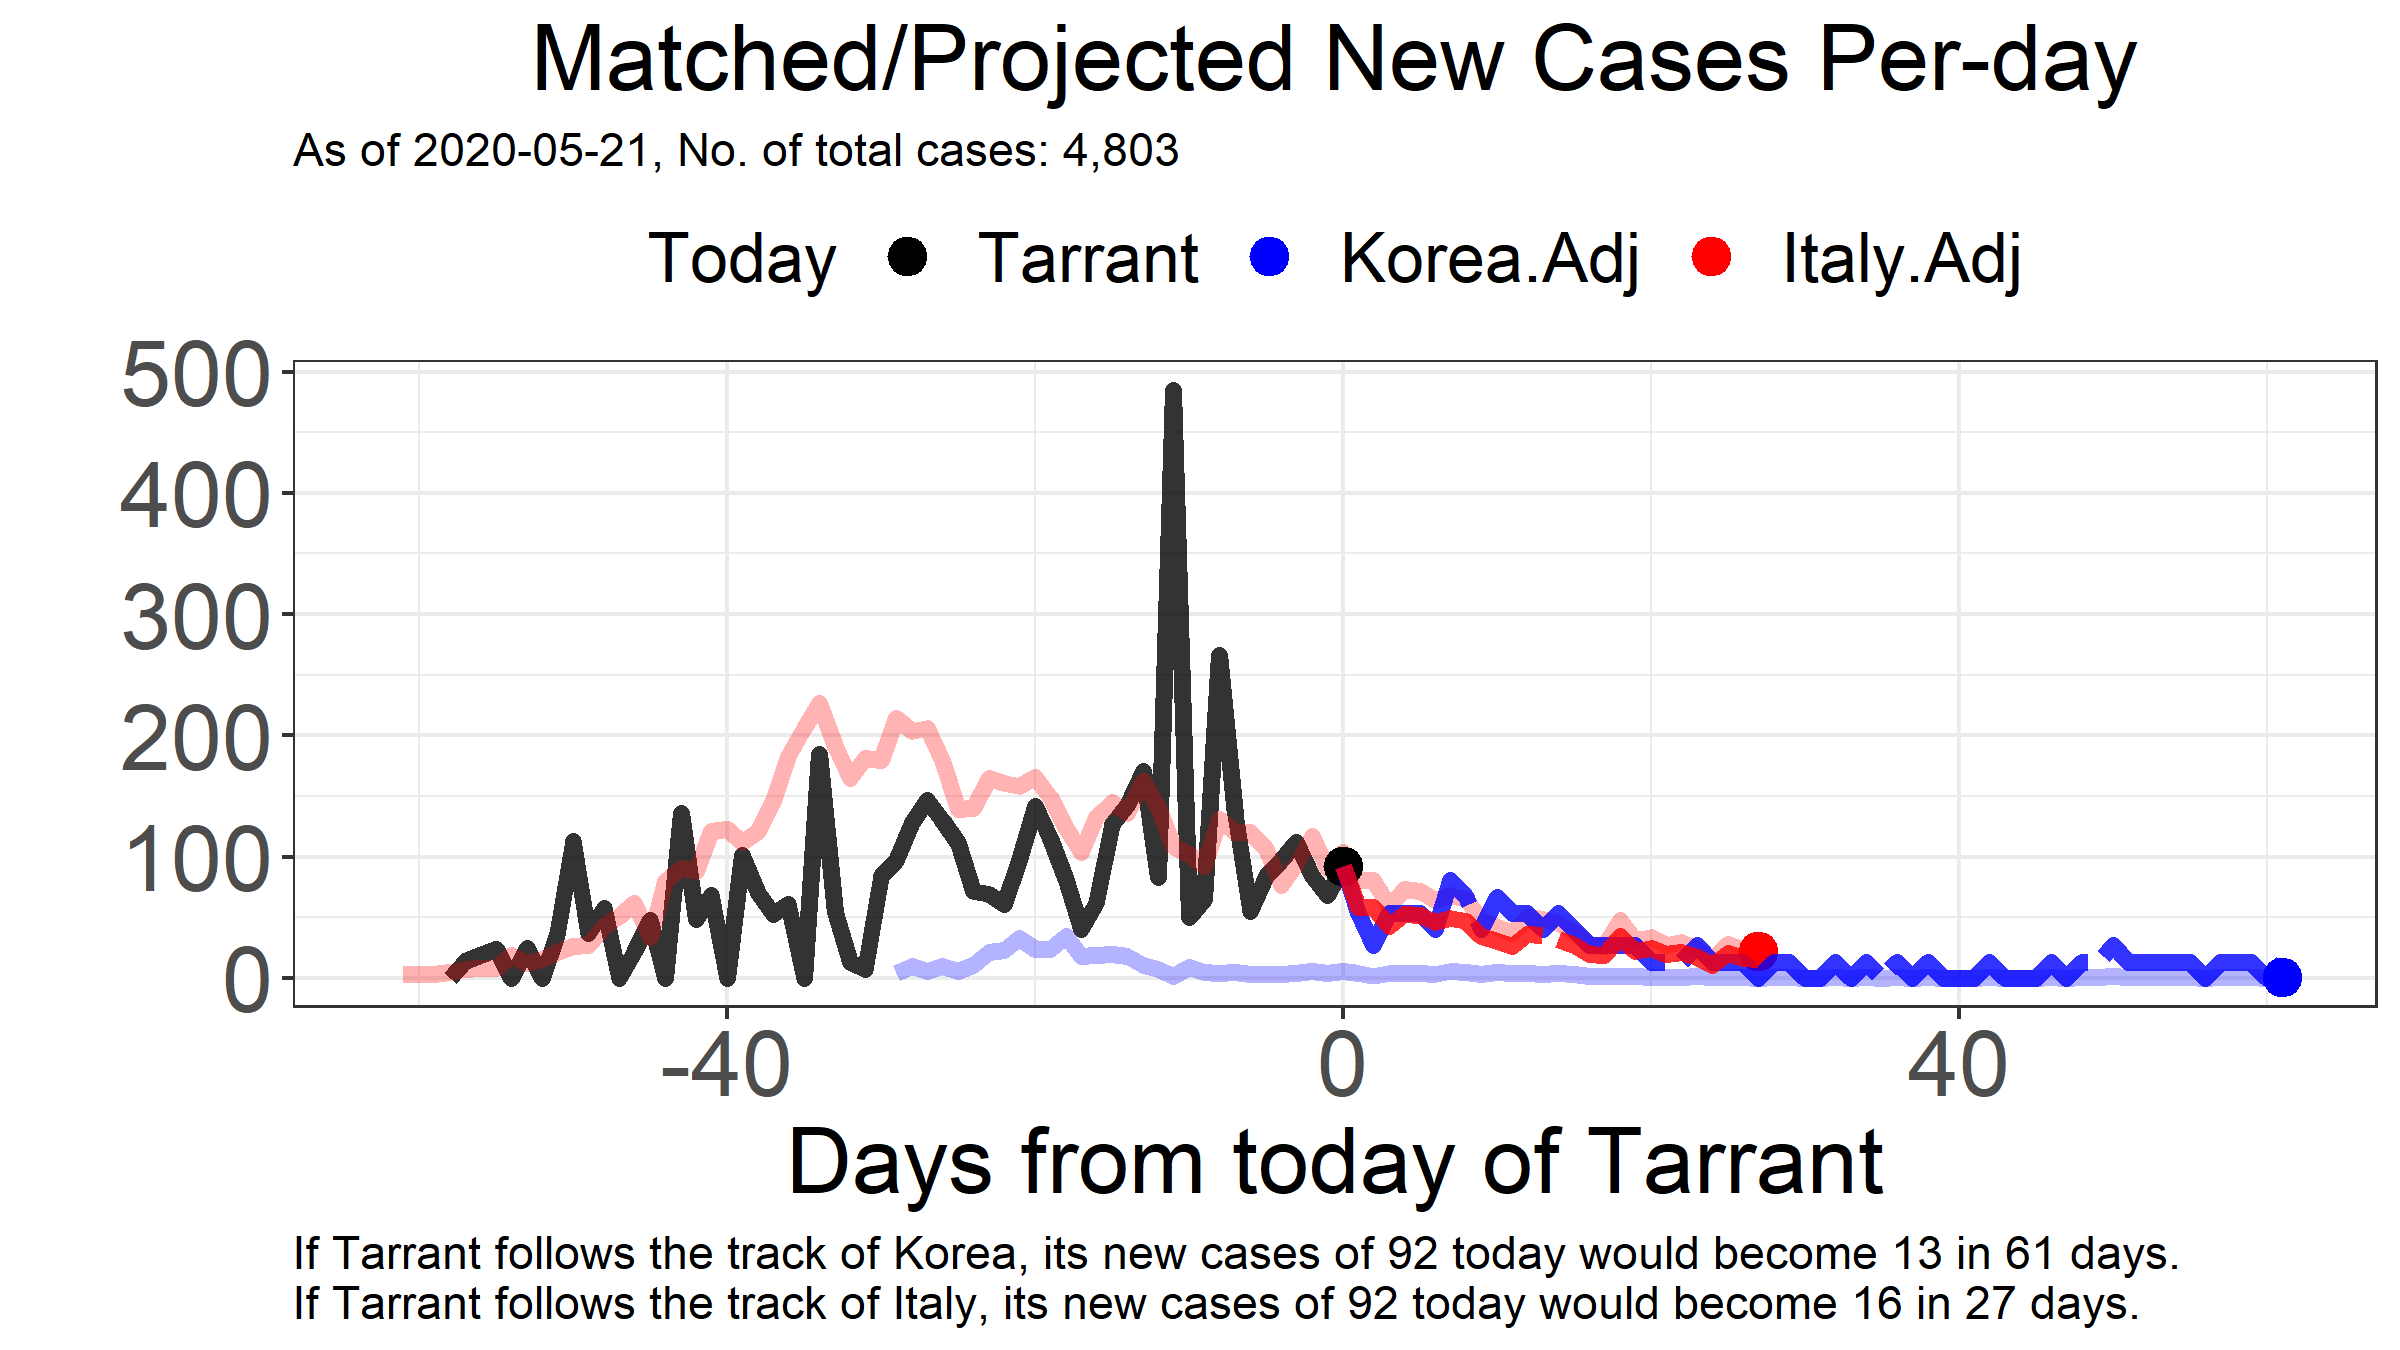 Matched/Projected New Cases Per-day
As of 2020-05-21, No. of total cases: 4,803
Today Tarrant Korea.Adj Italy.Adj
500
400
300
200
100
0
-40 0 40
Days from today of Tarrant
If Tarrant follows the track of Korea, its new cases of 92 today would become 13 in 61 days.
If Tarrant follows the track of Italy, its new cases of 92 today would become 16 in 27 days.